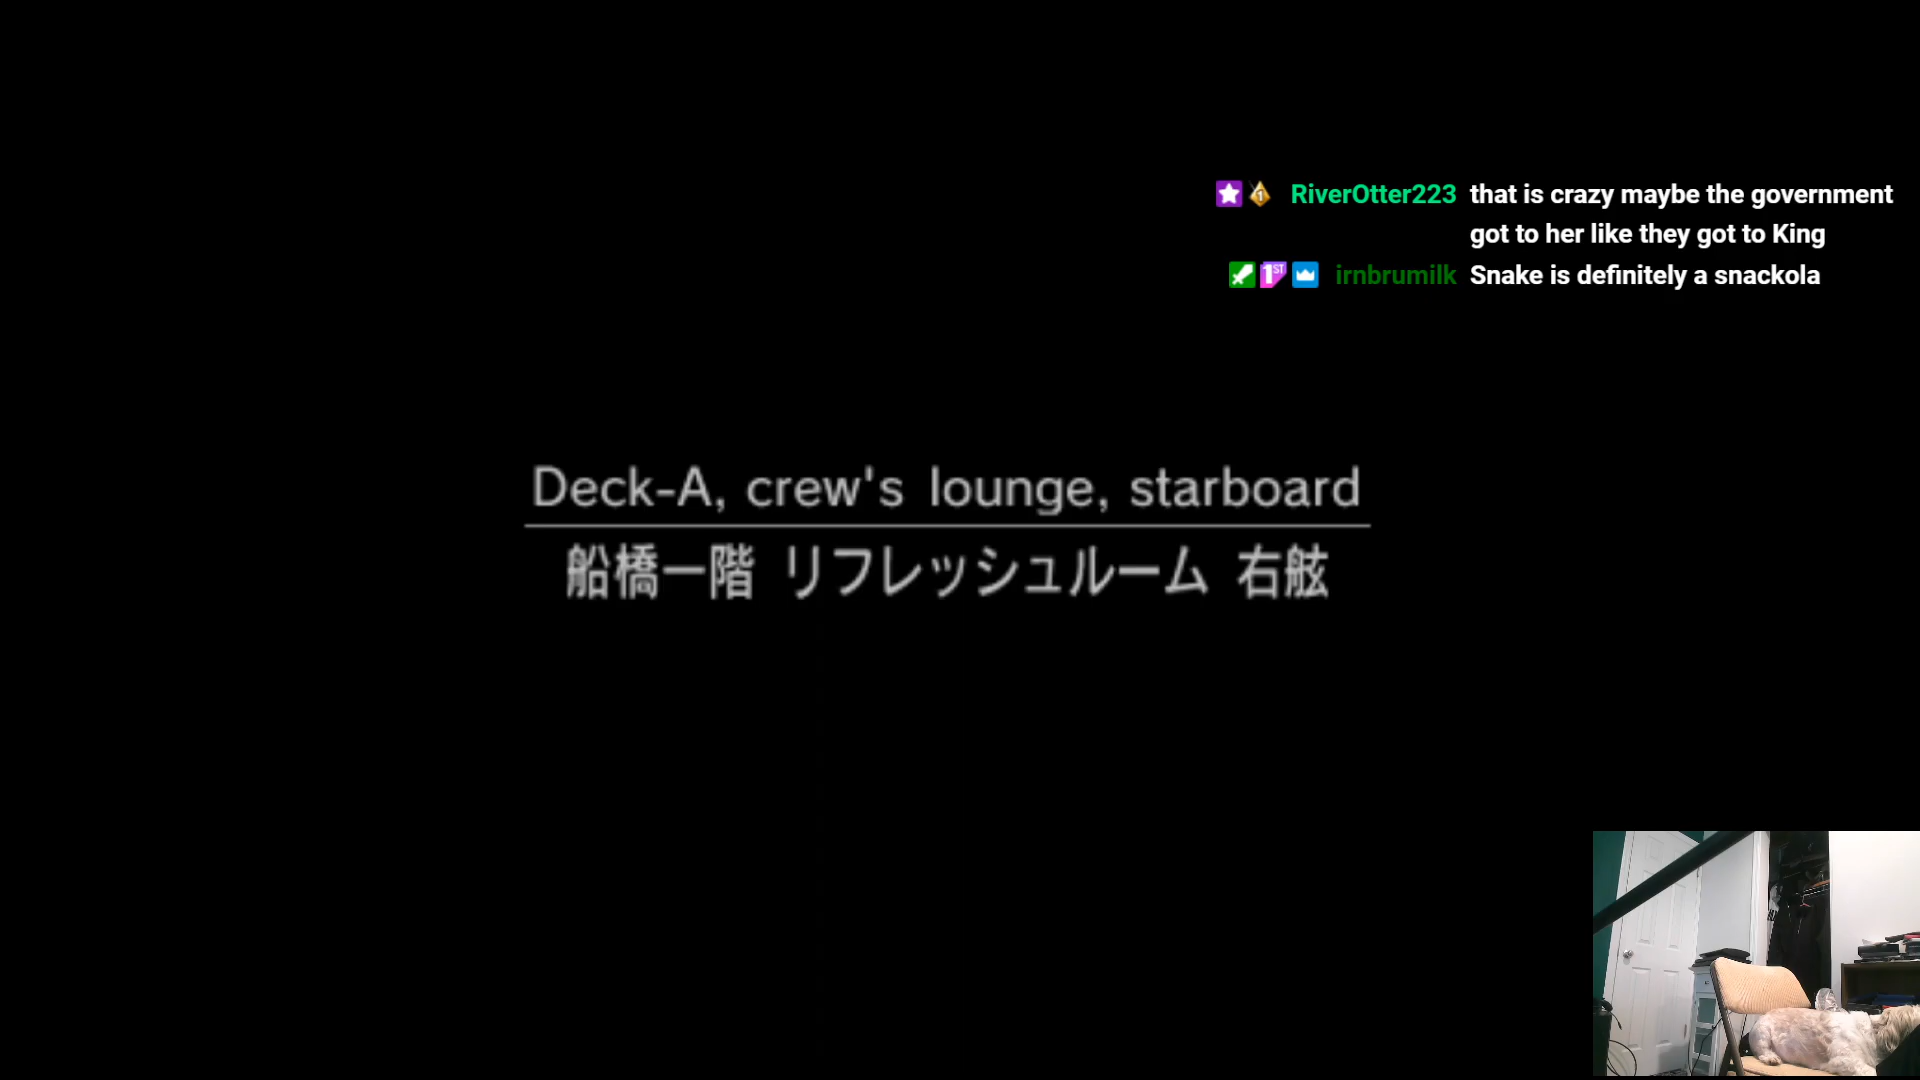 RiverOtter223 that is crazy maybe the government
got to her like they got to King
irnbrumilk Snake is definitely a snackola
Deck-A, crew's lounge, starboard
船橋一階 リフレッシュルーム 右舷